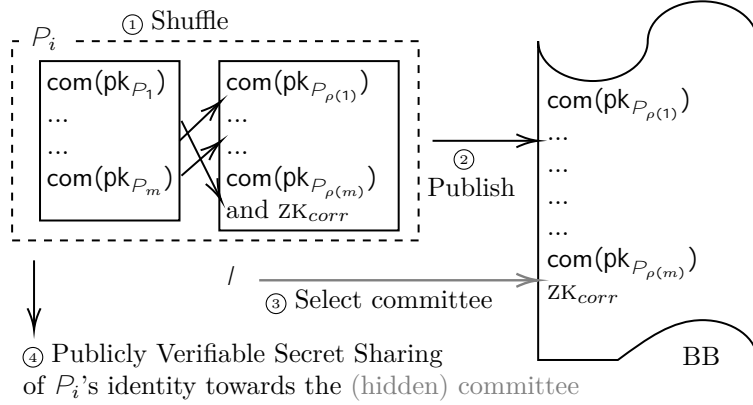 ① Shuffle
P_i
com(pk_{P_1})
...
...
com(pk_{P_m})
com(pk_{P_{ρ(1)}})
...
...
com(pk_{P_{ρ(m)}})
and ZK_{corr}
② Publish
com(pk_{P_{ρ(1)}})
...
...
...
...
com(pk_{P_{ρ(m)}})
ZK_{corr}
I
③ Select committee
BB
④ Publicly Verifiable Secret Sharing
of P_i's identity towards the (hidden) committee